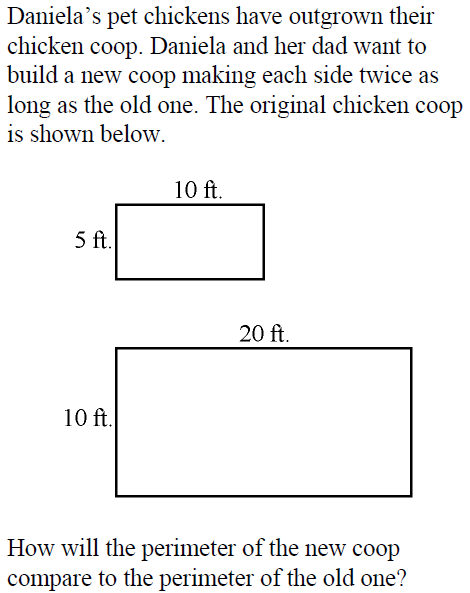 Daniela’s pet chickens have outgrown their
chicken coop. Daniela and her dad want to
build a new coop making each side twice as
long as the old one. The original chicken coop
is shown below.
10 ft.
5 ft.
20 ft.
10 ft.
How will the perimeter of the new coop
compare to the perimeter of the old one?